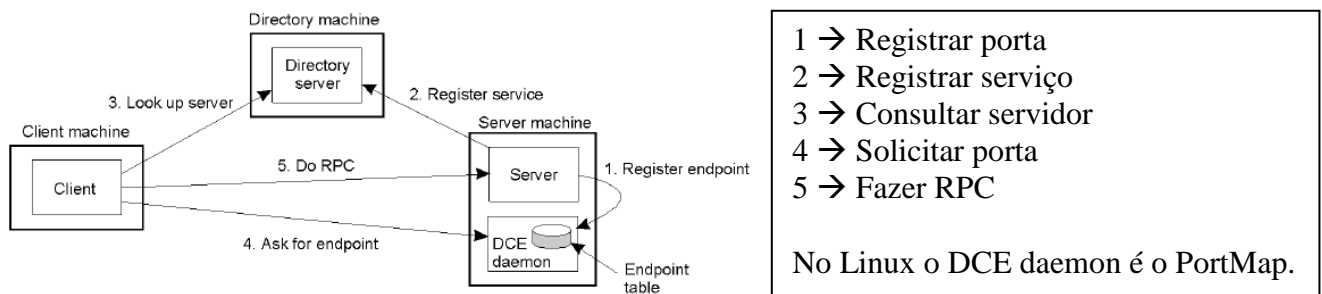 Directory machine
Directory
server
3. Look up server
2. Register service
Client machine
Server machine
5. Do RPC
1. Register endpoint
Client
Server
4. Ask for endpoint
DCE
daemon
Endpoint
table
1 → Registrar porta
2 → Registrar serviço
3 → Consultar servidor
4 → Solicitar porta
5 → Fazer RPC
No Linux o DCE daemon é o PortMap.